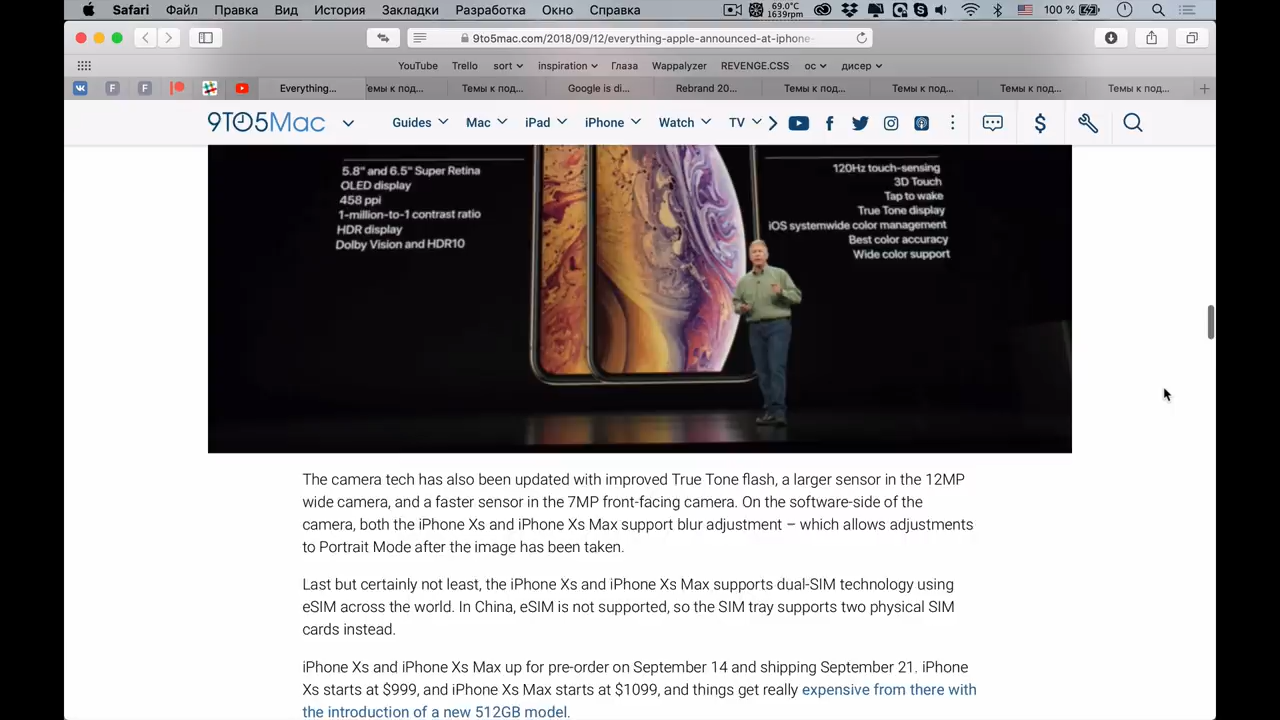 Safari Файл Правка Вид История Закладки Разработка Окно Справка 69.0°C 1639rpm 100 %
9to5mac.com/2018/09/12/everything-apple-announced-at-iphone-
YouTube Trello sort inspiration Глаза Wappalyzer REVENGE.CSS ос дисер
F F Everything... Темы к под... Темы к под... Google is di... Rebrand 20... Темы к под... Темы к под... Темы к под... Темы к под...
9TO5Mac Guides Mac iPad iPhone Watch TV $
5.8" and 6.5" Super Retina
OLED display
458 ppi
1-million-to-1 contrast ratio
HDR display
Dolby Vision and HDR10
120Hz touch-sensing
3D Touch
Tap to wake
True Tone display
iOS systemwide color management
Best color accuracy
Wide color support
The camera tech has also been updated with improved True Tone flash, a larger sensor in the 12MP
wide camera, and a faster sensor in the 7MP front-facing camera. On the software-side of the
camera, both the iPhone Xs and iPhone Xs Max support blur adjustment – which allows adjustments
to Portrait Mode after the image has been taken.
Last but certainly not least, the iPhone Xs and iPhone Xs Max supports dual-SIM technology using
eSIM across the world. In China, eSIM is not supported, so the SIM tray supports two physical SIM
cards instead.
iPhone Xs and iPhone Xs Max up for pre-order on September 14 and shipping September 21. iPhone
Xs starts at $999, and iPhone Xs Max starts at $1099, and things get really expensive from there with
the introduction of a new 512GB model.